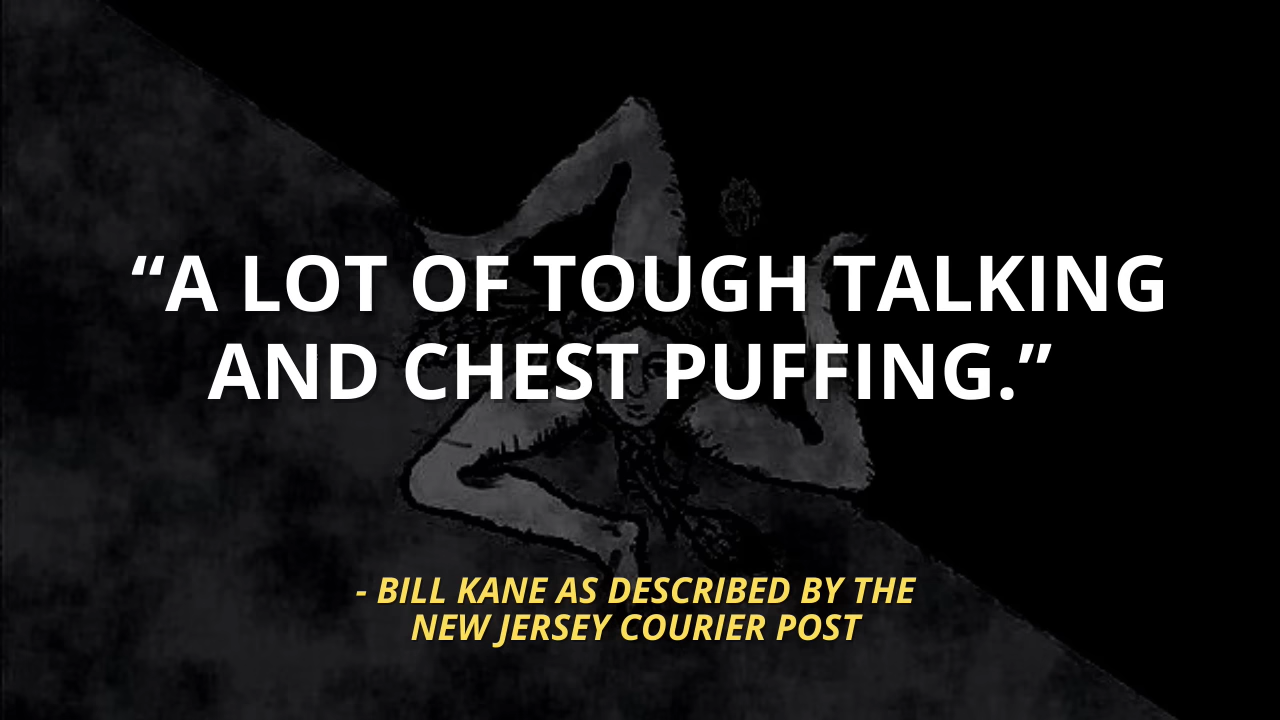 “A LOT OF TOUGH TALKING
AND CHEST PUFFING.”
- BILL KANE AS DESCRIBED BY THE
NEW JERSEY COURIER POST